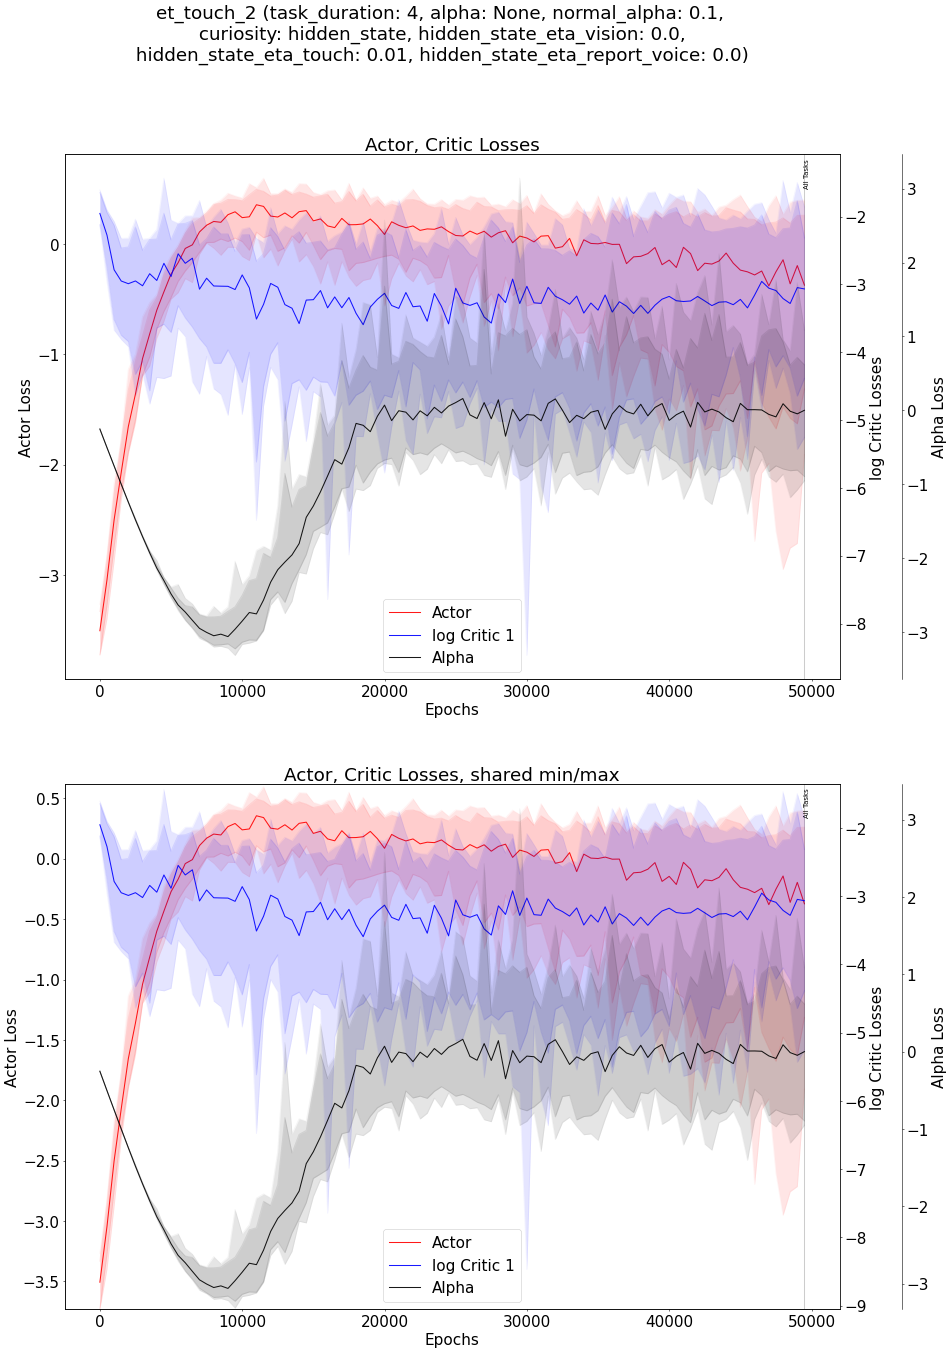 et_touch_2 (task_duration: 4, alpha: None, normal_alpha: 0.1,
curiosity: hidden_state, hidden_state_eta_vision: 0.0,
hidden_state_eta_touch: 0.01, hidden_state_eta_report_voice: 0.0)
Actor, Critic Losses
All Tasks
0
−1
−2
−3
Actor Loss
−2
−3
−4
−5
−6
−7
−8
log Critic Losses
3
2
1
0
−1
−2
−3
Alpha Loss
Actor
log Critic 1
Alpha
0 10000 20000 30000 40000 50000
Epochs
Actor, Critic Losses, shared min/max
All Tasks
0.5
0.0
−0.5
−1.0
−1.5
−2.0
−2.5
−3.0
−3.5
Actor Loss
−2
−3
−4
−5
−6
−7
−8
−9
log Critic Losses
3
2
1
0
−1
−2
−3
Alpha Loss
Actor
log Critic 1
Alpha
0 10000 20000 30000 40000 50000
Epochs